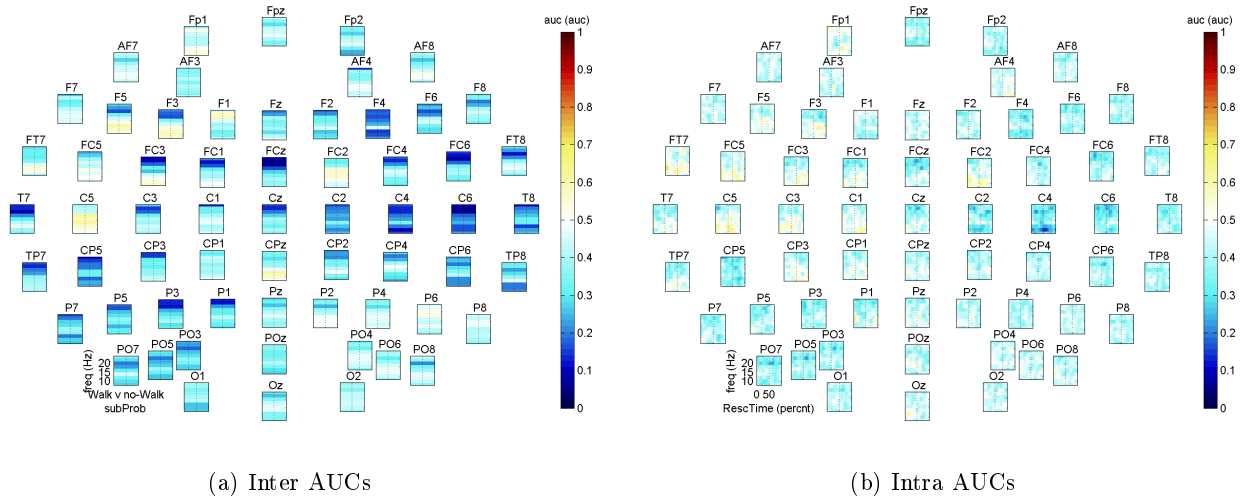 Fpz
Fp1 Fp2
AF7 AF8
AF3 AF4
F7 F5 F3 F1 Fz F2 F4 F6 F8
FT7 FC5 FC3 FC1 FCz FC2 FC4 FC6 FT8
T7 C5 C3 C1 Cz C2 C4 C6 T8
TP7 CP5 CP3 CP1 CPz CP2 CP4 CP6 TP8
P7 P5 P3 P1 Pz P2 P4 P6 P8
PO7 PO5 PO3 POz PO4 PO6 PO8
O1 Oz O2
freq (Hz)
20
15
10
Walk v no-Walk
subProb
auc (auc)
1
0.9
0.8
0.7
0.6
0.5
0.4
0.3
0.2
0.1
0
(a) Inter AUCs
Fpz
Fp1 Fp2
AF7 AF8
AF3 AF4
F7 F5 F3 F1 Fz F2 F4 F6 F8
FT7 FC5 FC3 FC1 FCz FC2 FC4 FC6 FT8
T7 C5 C3 C1 Cz C2 C4 C6 T8
TP7 CP5 CP3 CP1 CPz CP2 CP4 CP6 TP8
P7 P5 P3 P1 Pz P2 P4 P6 P8
PO7 PO5 PO3 POz PO4 PO6 PO8
O1 Oz O2
freq (Hz)
20
15
10
0 50
RescTime (percnt)
auc (auc)
1
0.9
0.8
0.7
0.6
0.5
0.4
0.3
0.2
0.1
0
(b) Intra AUCs